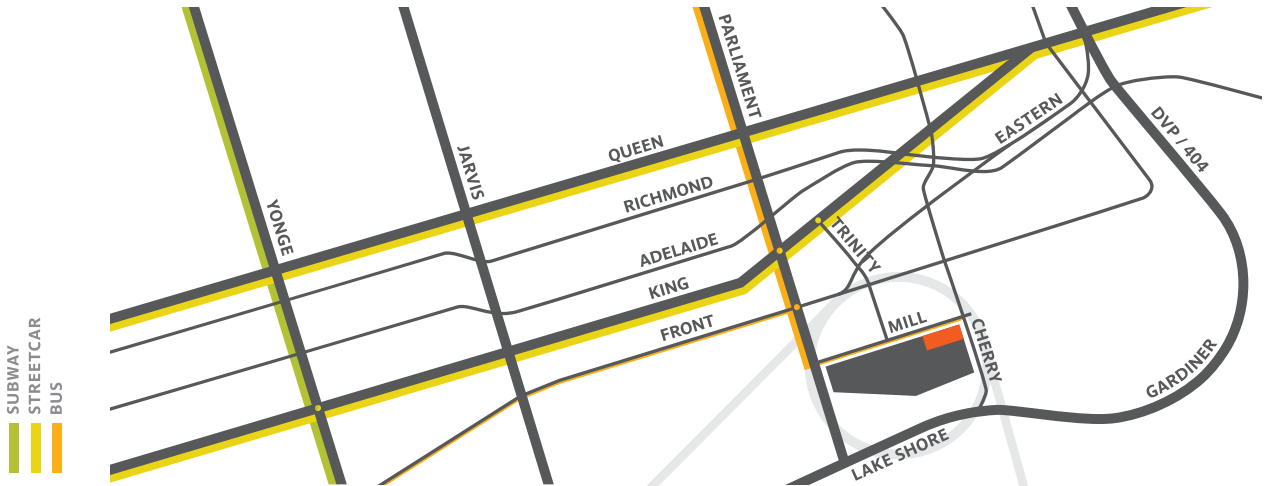 PARLIAMENT
QUEEN
JARVIS
YONGE
RICHMOND
ADELAIDE
KING
FRONT
EASTERN
DVP / 404
TRINITY
MILL
CHERRY
GARDINER
LAKE SHORE
SUBWAY
STREETCAR
BUS